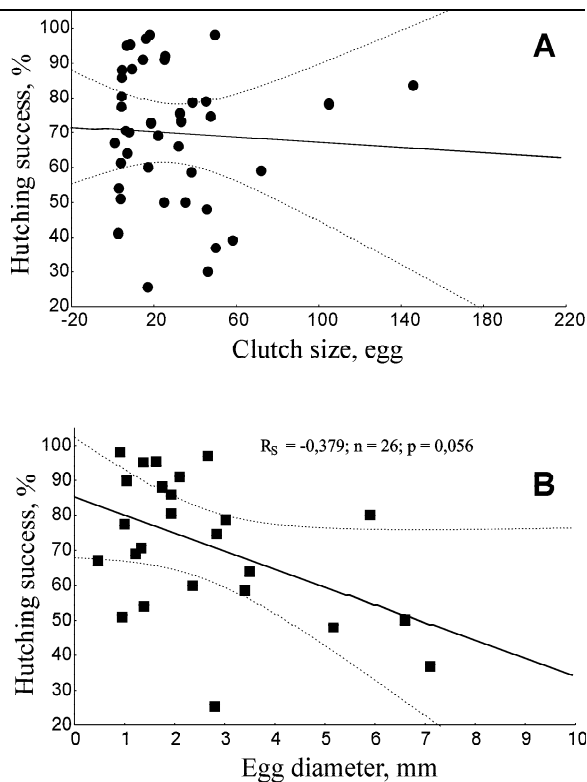 100
A
90
80
70
60
50
40
30
20
Hutching success, %
-20 20 60 100 140 180 220
Clutch size, egg
R_S = -0,379; n = 26; p = 0,056
100
B
90
80
70
60
50
40
30
20
Hutching success, %
0 1 2 3 4 5 6 7 8 9 10
Egg diameter, mm